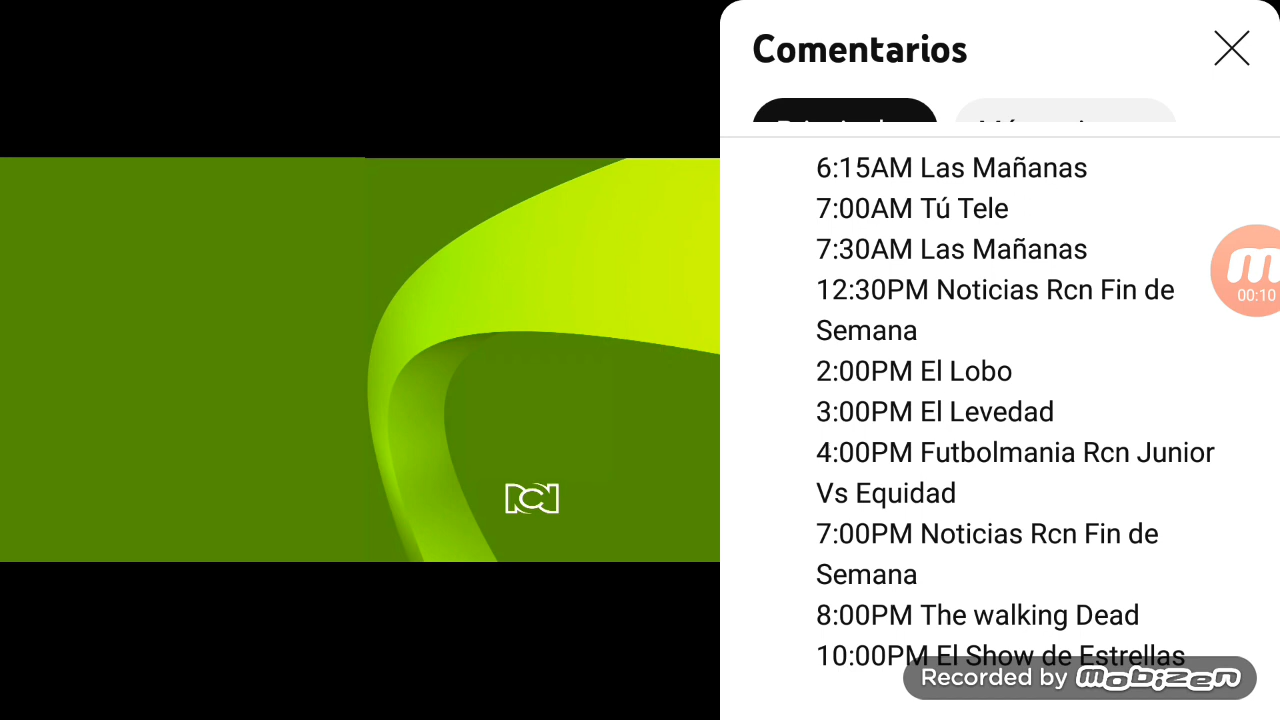 Comentarios
6:15AM Las Mañanas
7:00AM Tú Tele
7:30AM Las Mañanas
12:30PM Noticias Rcn Fin de
Semana
2:00PM El Lobo
3:00PM El Levedad
4:00PM Futbolmania Rcn Junior
Vs Equidad
7:00PM Noticias Rcn Fin de
Semana
8:00PM The walking Dead
10:00PM El Show de Estrellas
00:10
RCN
Recorded by mobizen